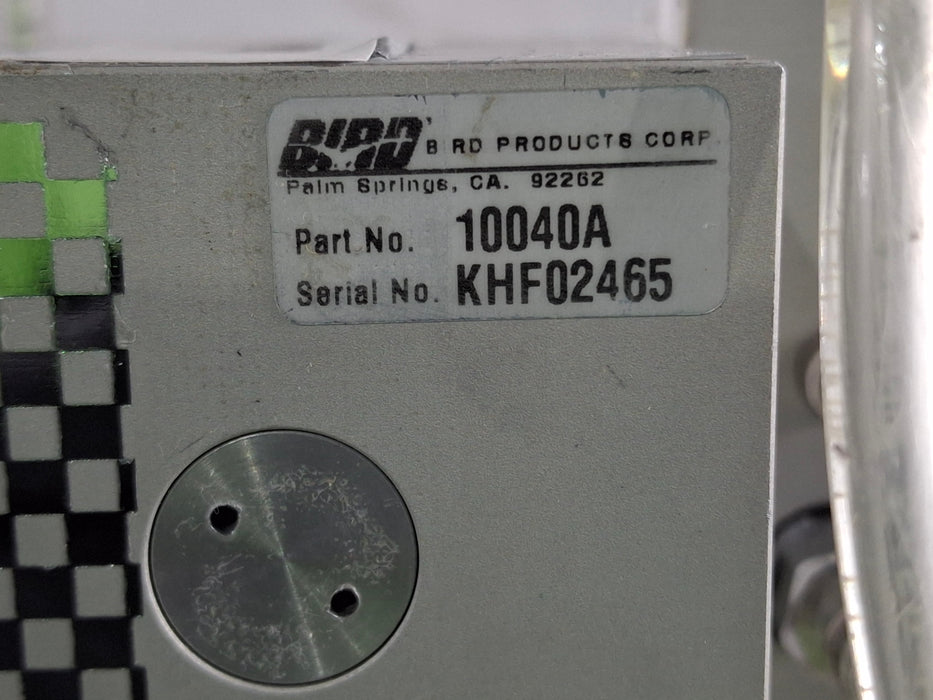 BIRD BIRD PRODUCTS CORP
Palm Springs, CA. 92262
Part No. 10040A
Serial No. KHF02465